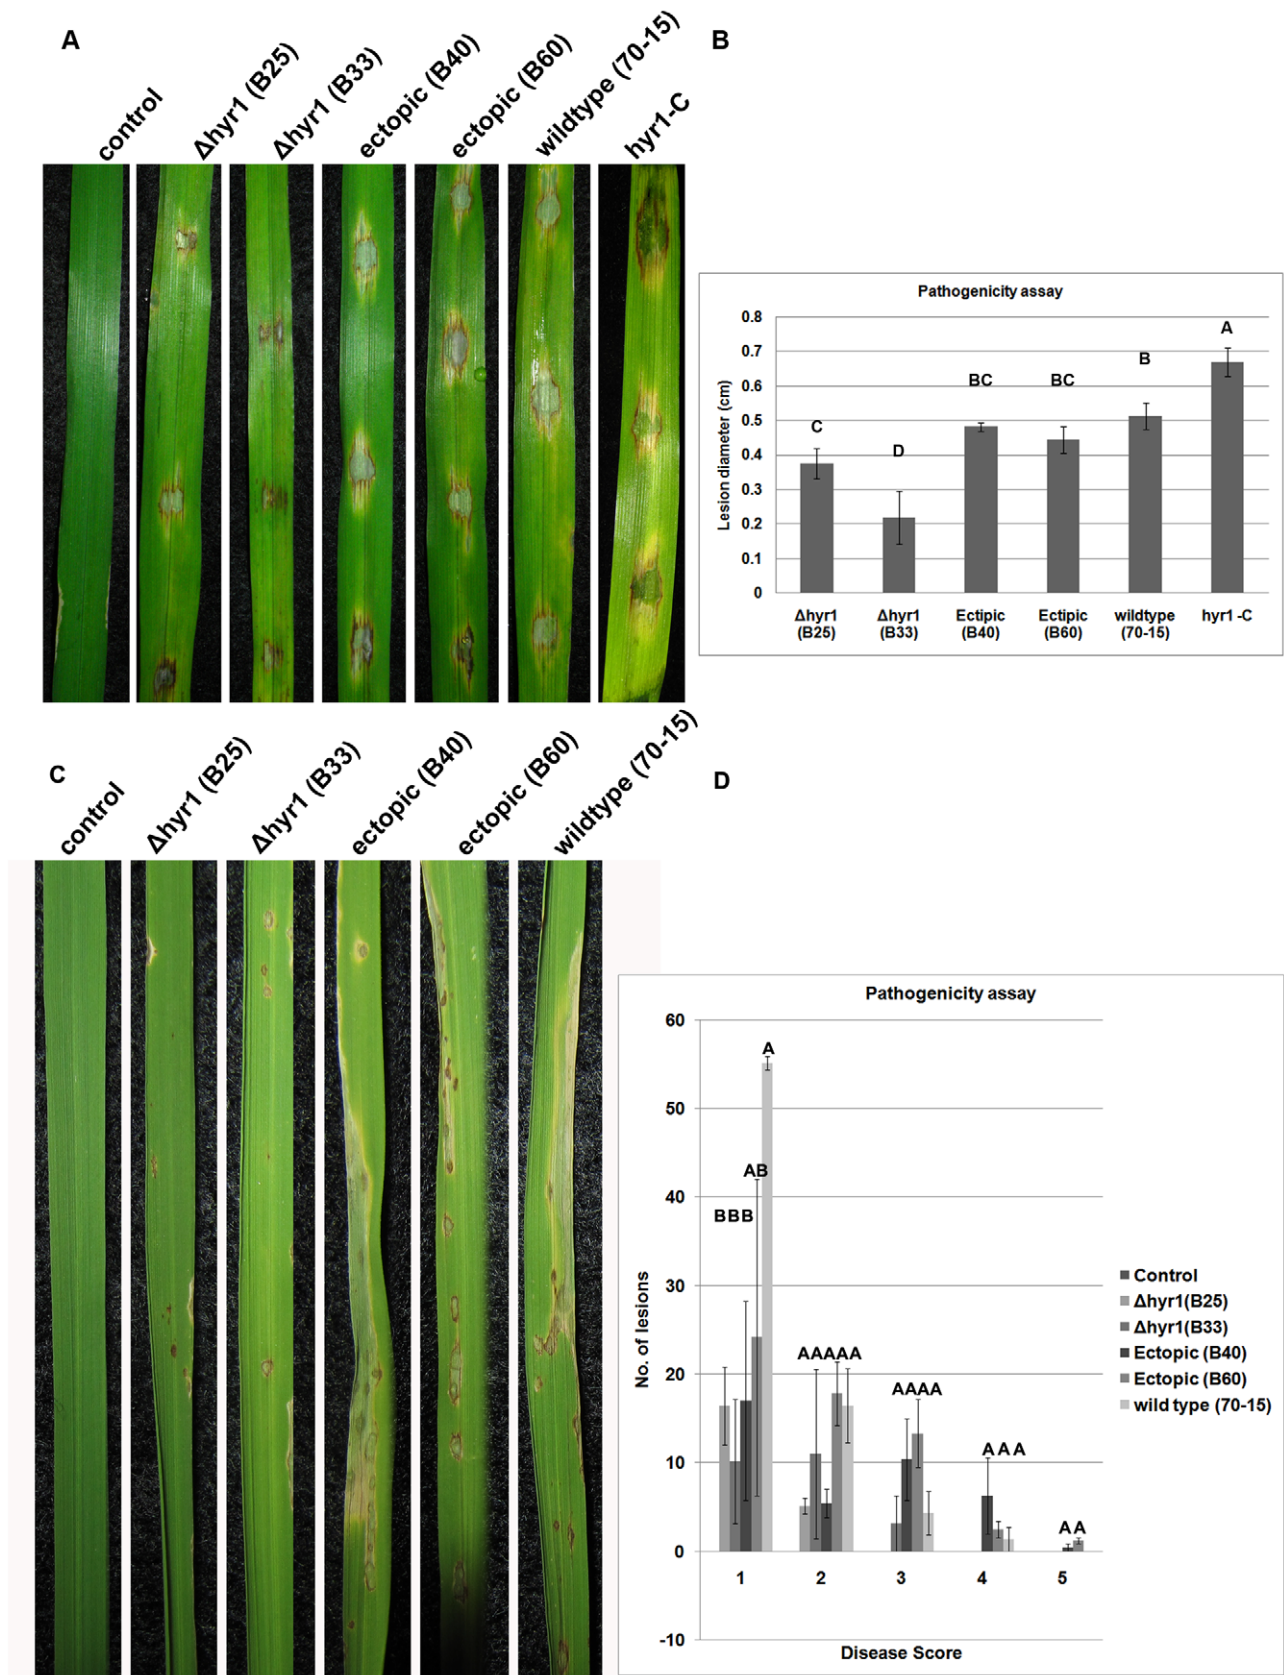 A
control
Δhyr1 (B25)
Δhyr1 (B33)
ectopic (B40)
ectopic (B60)
wildtype (70-15)
hyr1-C
B
Pathogenicity assay
Lesion diameter (cm)
0.8
0.7
0.6
0.5
0.4
0.3
0.2
0.1
0
C
D
BC
BC
B
A
Δhyr1 (B25)
Δhyr1 (B33)
Ectipic (B40)
Ectipic (B60)
wildtype (70-15)
hyr1 -C
C
control
Δhyr1 (B25)
Δhyr1 (B33)
ectopic (B40)
ectopic (B60)
wildtype (70-15)
D
Pathogenicity assay
No. of lesions
60
50
40
30
20
10
0
-10
BBB
AB
A
AAAAA
AAAA
A A A
A A
1 2 3 4 5
Disease Score
Control
Δhyr1(B25)
Δhyr1(B33)
Ectopic (B40)
Ectopic (B60)
wild type (70-15)